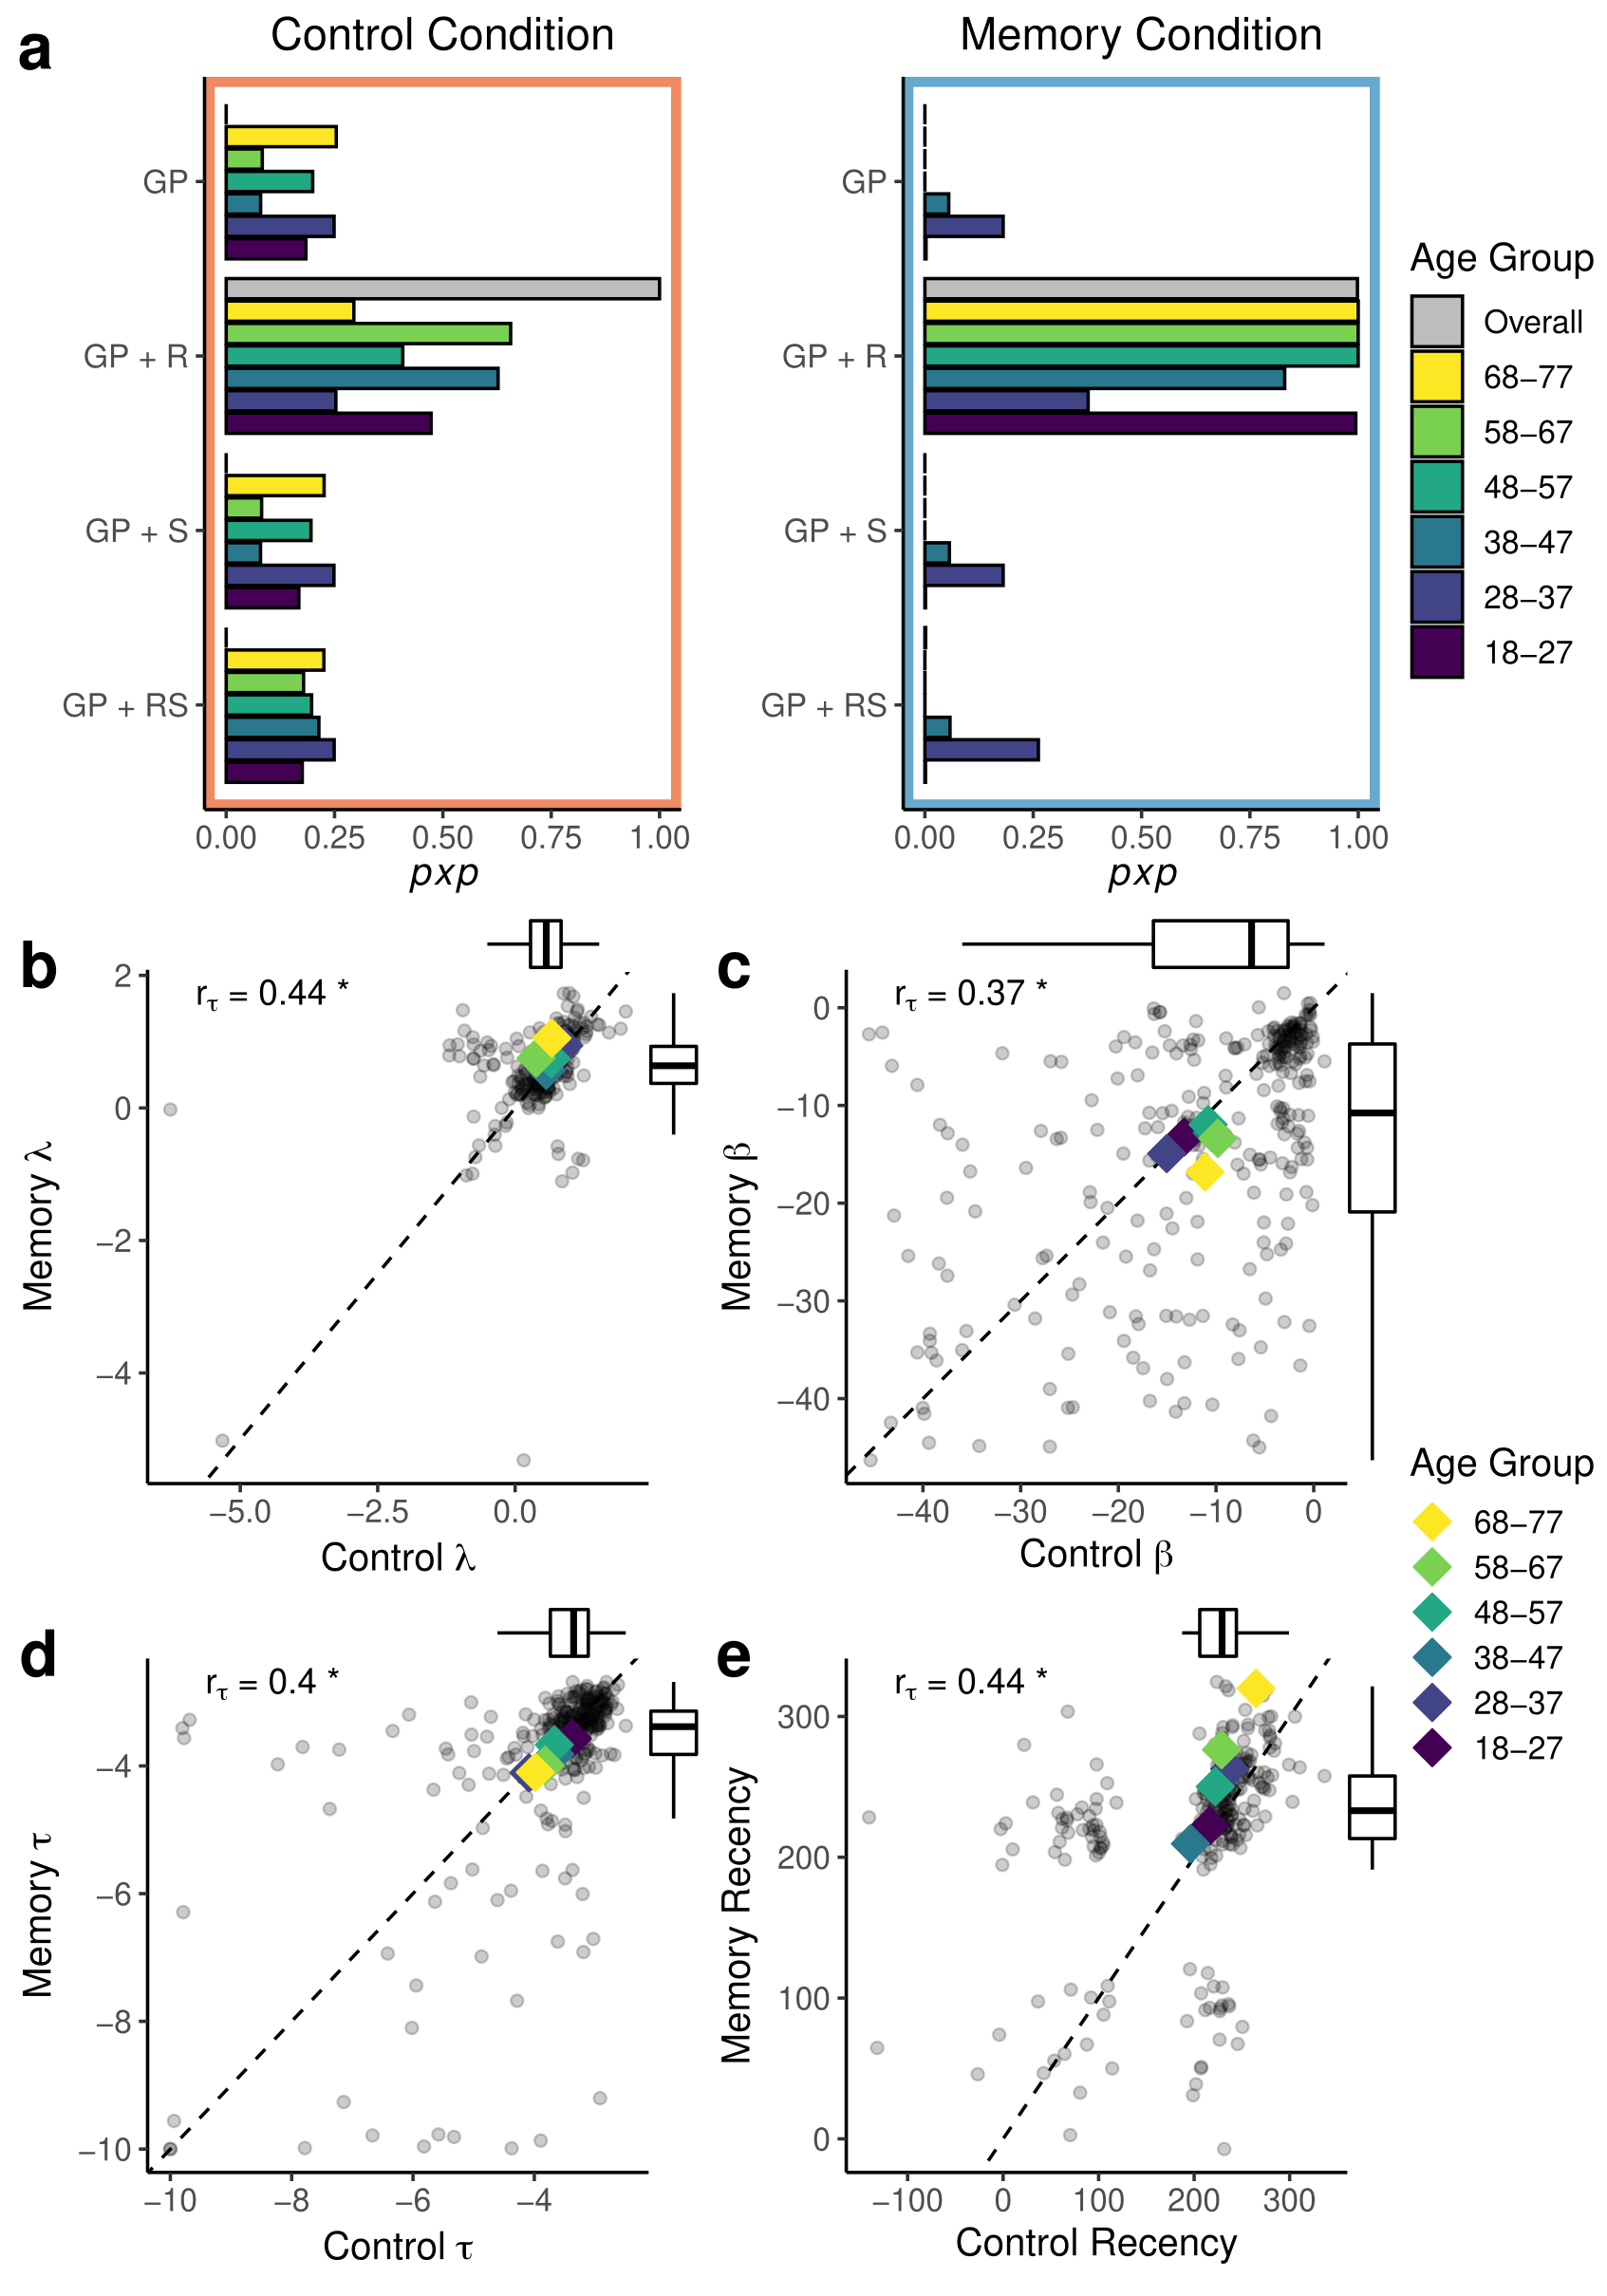 a
Control Condition
Memory Condition
GP
GP + R
GP + S
GP + RS
0.00 0.25 0.50 0.75 1.00
pxp
GP
GP + R
GP + S
GP + RS
0.00 0.25 0.50 0.75 1.00
pxp
Age Group
Overall
68−77
58−67
48−57
38−47
28−37
18−27
b
rτ = 0.44 *
2
0
−2
−4
Memory λ
−5.0 −2.5 0.0
Control λ
c
rτ = 0.37 *
0
−10
−20
−30
−40
Memory β
−40 −30 −20 −10 0
Control β
d
rτ = 0.4 *
−4
−6
−8
−10
Memory τ
−10 −8 −6 −4
Control τ
e
rτ = 0.44 *
300
200
100
0
Memory Recency
−100 0 100 200 300
Control Recency
Age Group
68−77
58−67
48−57
38−47
28−37
18−27